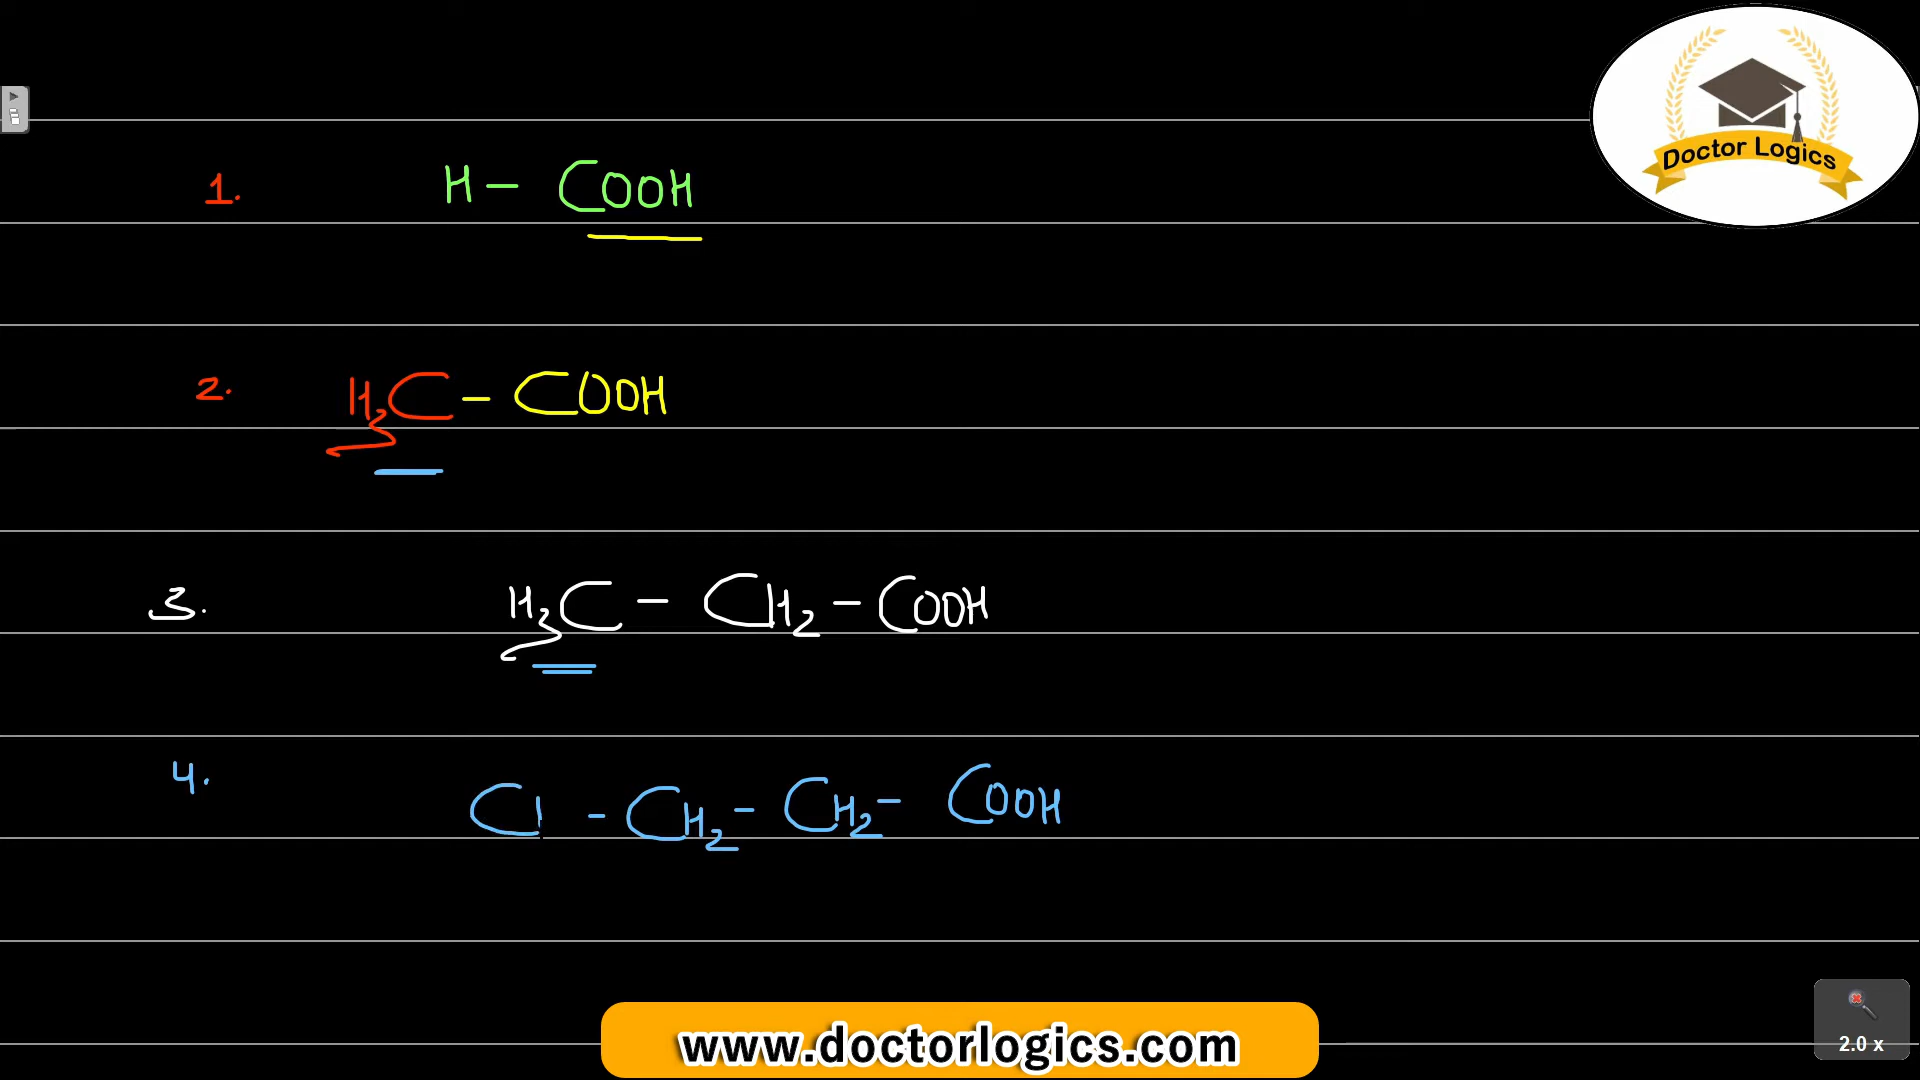 Doctor Logics
1. H - COOH
2. H₃C - COOH
3. H₃C - CH₂ - COOH
4. Cl - CH₂ - CH₂ - COOH
www.doctorlogics.com
2.0 x